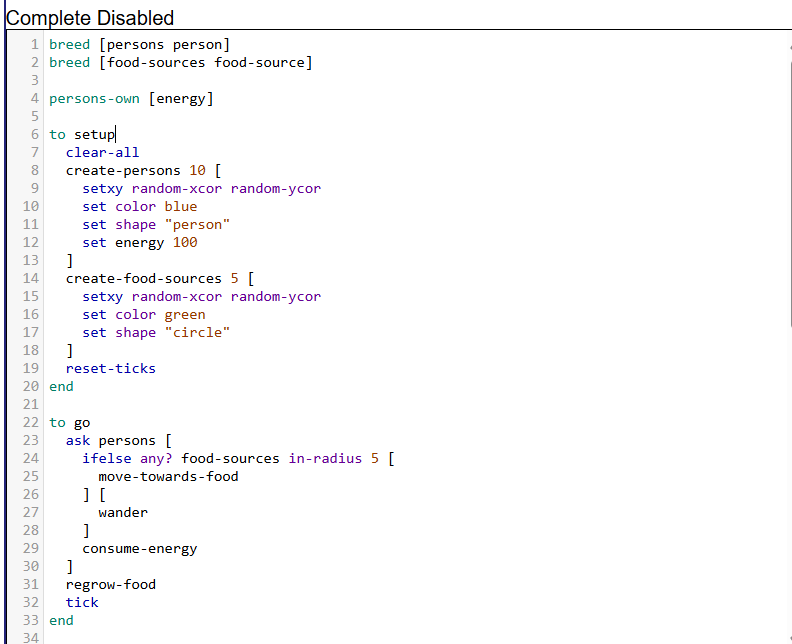 Complete Disabled
1 breed [persons person]
2 breed [food-sources food-source]
3
4 persons-own [energy]
5
6 to setup
7   clear-all
8   create-persons 10 [
9     setxy random-xcor random-ycor
10     set color blue
11     set shape "person"
12     set energy 100
13   ]
14   create-food-sources 5 [
15     setxy random-xcor random-ycor
16     set color green
17     set shape "circle"
18   ]
19   reset-ticks
20 end
21
22 to go
23   ask persons [
24     ifelse any? food-sources in-radius 5 [
25       move-towards-food
26     ] [
27       wander
28     ]
29     consume-energy
30   ]
31   regrow-food
32   tick
33 end
34